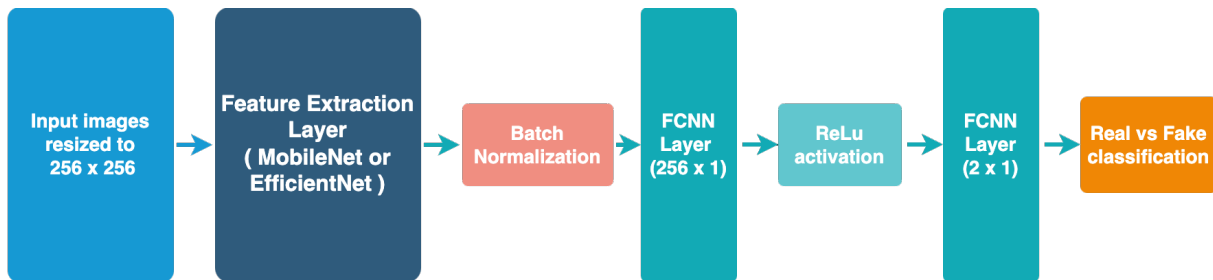 Input images
resized to
256 x 256
Feature Extraction
Layer
( MobileNet or
EfficientNet )
Batch
Normalization
FCNN
Layer
(256 x 1)
ReLu
activation
FCNN
Layer
(2 x 1)
Real vs Fake
classification